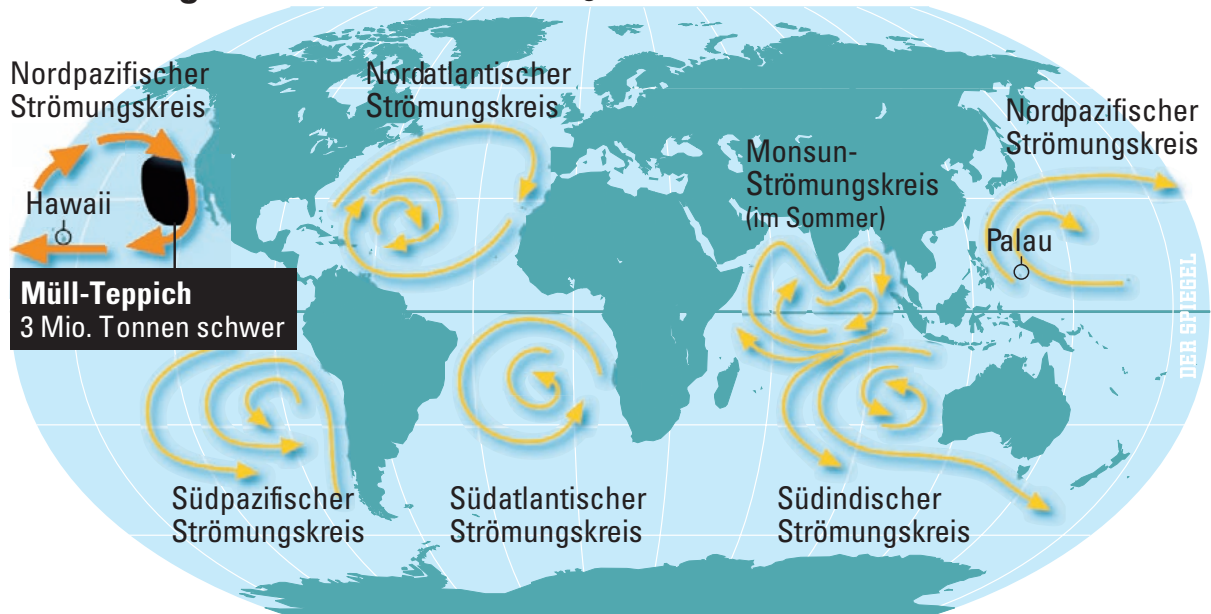 Nordpazifischer
Strömungskreis
Nordatlantischer
Strömungskreis
Nordpazifischer
Strömungskreis
Monsun-
Strömungskreis
(im Sommer)
Hawaii
Palau
Müll-Teppich
3 Mio. Tonnen schwer
DER SPIEGEL
Südpazifischer
Strömungskreis
Südatlantischer
Strömungskreis
Südindischer
Strömungskreis